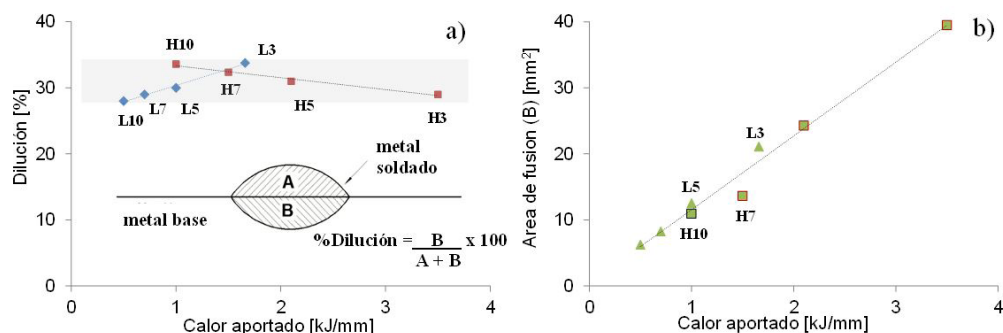 a)
40
30
20
10
0
Dilución [%]
H10
L3
H7
L10
L7
L5
H5
H3
metal
soldado
A
B
metal base
%Dilución = B x 100
A + B
0 1 2 3 4
Calor aportado [kJ/mm]
b)
40
30
20
10
0
Area de fusion (B) [mm²]
L3
L5
H10
H7
0 1 2 3 4
Calor aportado [kJ/mm]